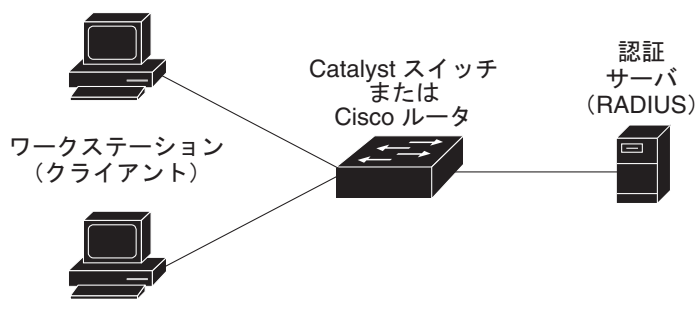 Catalyst スイッチ
または
Cisco ルータ
認証
サーバ
（RADIUS）
ワークステーション
（クライアント）